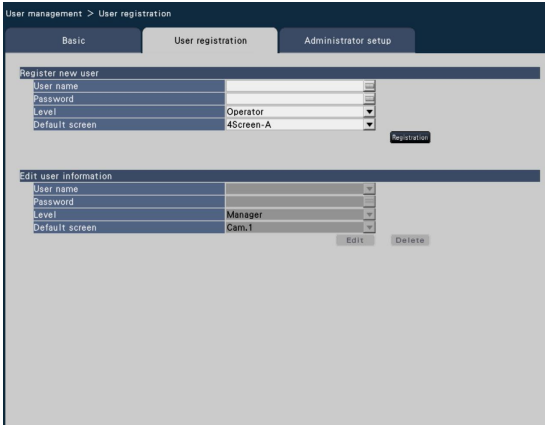 User management > User registration
Basic User registration Administrator setup
Register new user
User name
Password
Level Operator
Default screen 4Screen-A
Registration
Edit user information
User name
Password
Level Manager
Default screen Cam.1
Edit Delete